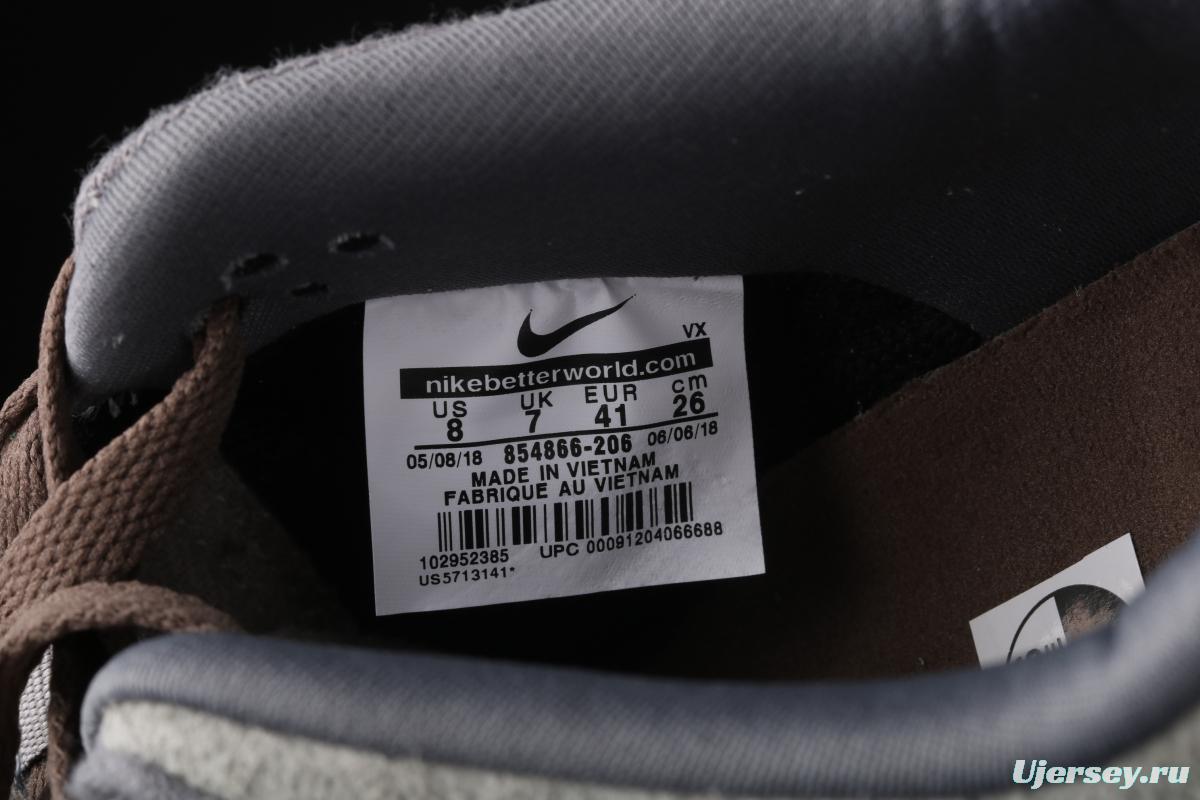 VX
nikebetterworld.com
US UK EUR cm
8 7 41 26
05/08/18 854866-206 06/06/18
MADE IN VIETNAM
FABRIQUE AU VIETNAM
102952385 UPC 00091204066688
US5713141*
Ujersey.ru